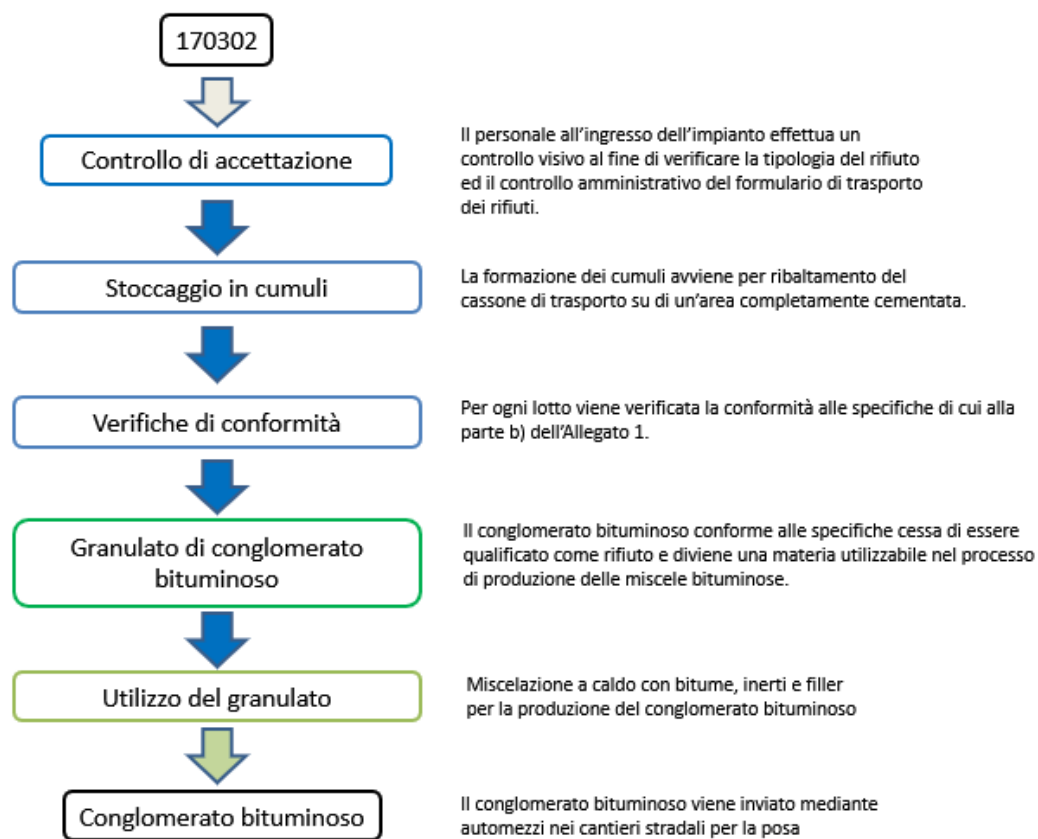 170302
Controllo di accettazione
Il personale all'ingresso dell'impianto effettua un
controllo visivo al fine di verificare la tipologia del rifiuto
ed il controllo amministrativo del formulario di trasporto
dei rifiuti.
Stoccaggio in cumuli
La formazione dei cumuli avviene per ribaltamento del
cassone di trasporto su di un'area completamente cementata.
Verifiche di conformità
Per ogni lotto viene verificata la conformità alle specifiche di cui alla
parte b) dell'Allegato 1.
Granulato di conglomerato
bituminoso
Il conglomerato bituminoso conforme alle specifiche cessa di essere
qualificato come rifiuto e diviene una materia utilizzabile nel processo
di produzione delle miscele bituminose.
Utilizzo del granulato
Miscelazione a caldo con bitume, inerti e filler
per la produzione del conglomerato bituminoso
Conglomerato bituminoso
Il conglomerato bituminoso viene inviato mediante
automezzi nei cantieri stradali per la posa